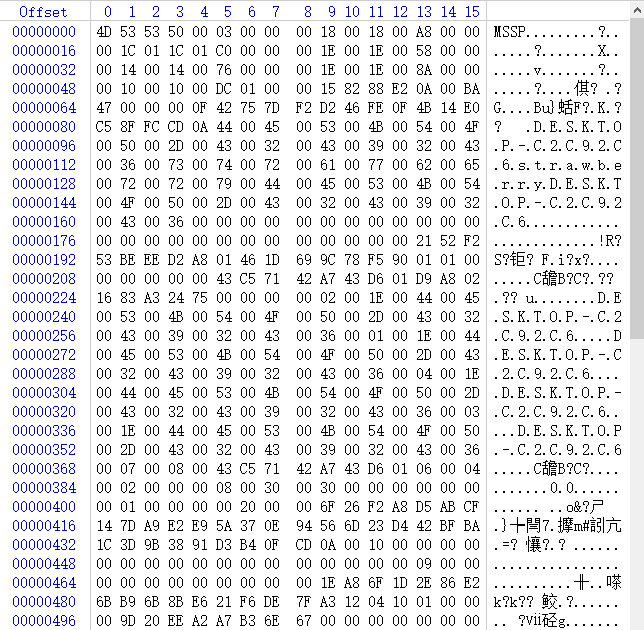 Offset 0 1 2 3 4 5 6 7 8 9 10 11 12 13 14 15
00000000 4D 53 53 50 00 03 00 00 00 18 00 18 00 A8 00 00 MSSP.........?..
00000016 00 1C 01 1C 01 C0 00 00 00 1E 00 1E 00 58 00 00 .....?.......X..
00000032 00 14 00 14 00 76 00 00 00 1E 00 1E 00 8A 00 00 .....v.......?..
00000048 00 10 00 10 00 DC 01 00 00 15 82 88 E2 0A 00 BA .....?....倛? .?
00000064 47 00 00 00 0F 42 75 7D F2 D2 46 FE 0F 4B 14 E0 G....Bu}蛞F?.K.?
00000080 C5 8F FC CD 0A 44 00 45 00 53 00 4B 00 54 00 4F ? .D.E.S.K.T.O
00000096 00 50 00 2D 00 43 00 32 00 43 00 39 00 32 00 43 .P.-.C.2.C.9.2.C
00000112 00 36 00 73 00 74 00 72 00 61 00 77 00 62 00 65 .6.s.t.r.a.w.b.e
00000128 00 72 00 72 00 79 00 44 00 45 00 53 00 4B 00 54 .r.r.y.D.E.S.K.T
00000144 00 4F 00 50 00 2D 00 43 00 32 00 43 00 39 00 32 .O.P.-.C.2.C.9.2
00000160 00 43 00 36 00 00 00 00 00 00 00 00 00 00 00 00 .C.6............
00000176 00 00 00 00 00 00 00 00 00 00 00 00 00 21 52 F2 .............!R?
00000192 53 BE EE D2 A8 01 46 1D 69 9C 78 F5 90 01 01 00 S?钜? F.i?x?....
00000208 00 00 00 00 00 43 C5 71 42 A7 43 D6 01 D9 A8 02 .....C舙B?C?.??
00000224 16 83 A3 24 75 00 00 00 00 02 00 1E 00 44 00 45 .?? u........D.E
00000240 00 53 00 4B 00 54 00 4F 00 50 00 2D 00 43 00 32 .S.K.T.O.P.-.C.2
00000256 00 43 00 39 00 32 00 43 00 36 00 01 00 1E 00 44 .C.9.2.C.6.....D
00000272 00 45 00 53 00 4B 00 54 00 4F 00 50 00 2D 00 43 .E.S.K.T.O.P.-.C
00000288 00 32 00 43 00 39 00 32 00 43 00 36 00 04 00 1E .2.C.9.2.C.6....
00000304 00 44 00 45 00 53 00 4B 00 54 00 4F 00 50 00 2D .D.E.S.K.T.O.P.-
00000320 00 43 00 32 00 43 00 39 00 32 00 43 00 36 00 03 .C.2.C.9.2.C.6..
00000336 00 1E 00 44 00 45 00 53 00 4B 00 54 00 4F 00 50 ...D.E.S.K.T.O.P
00000352 00 2D 00 43 00 32 00 43 00 39 00 32 00 43 00 36 .-.C.2.C.9.2.C.6
00000368 00 07 00 08 00 43 C5 71 42 A7 43 D6 01 06 00 04 .....C舙B?C?....
00000384 00 02 00 00 00 08 00 30 00 30 00 00 00 00 00 00 .......0.0......
00000400 00 01 00 00 00 00 20 00 00 6F 26 F2 A8 D5 AB CF
00000416 14 7D A9 E2 E9 5A 37 0E 94 56 6D 23 D4 42 BF BA
00000432 1C 3D 9B 38 91 D3 B4 0F CD 0A 00 10 00 00 00 00
00000448 00 00 00 00 00 00 00 00 00 00 00 00 00 09 00 00 ................
00000464 00 00 00 00 00 00 00 00 00 1E A8 6F 1D 2E 86 E2
00000480 6B B9 6B 8B BE E6 21 F6 DE 7F A3 12 04 10 01 00 00
00000496 00 9D 20 EE A2 A7 B3 6E 67 00 00 00 00 00 00 00